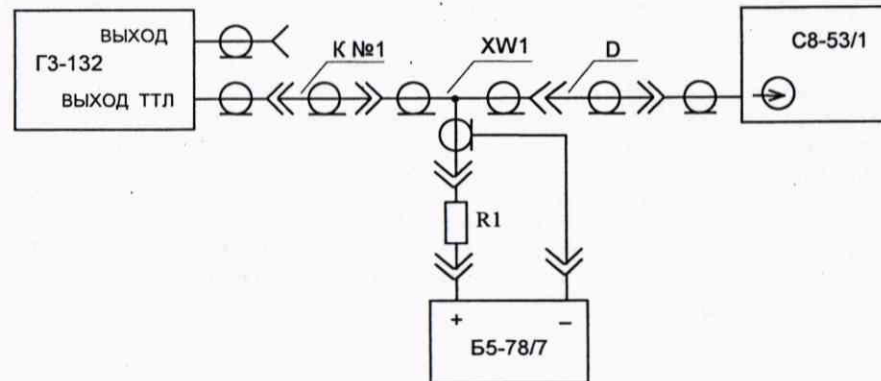 ВЫХОД
Г3-132
ВЫХОД ТТЛ
К №1
XW1
D
С8-53/1
R1
+
−
Б5-78/7